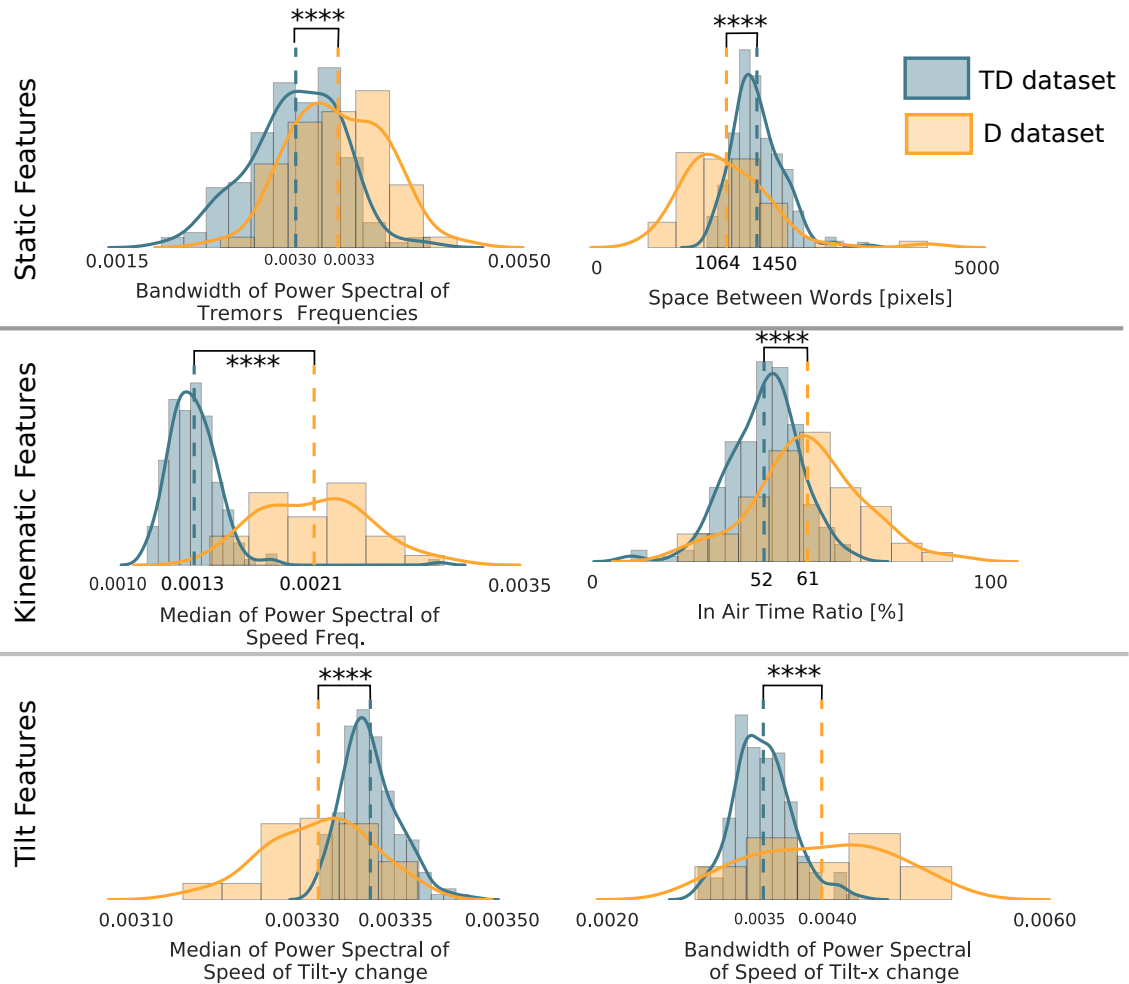 Static Features
****
0.0015
0.0030
0.0033
0.0050
Bandwidth of Power Spectral of
Tremors Frequencies
****
0
1064
1450
5000
Space Between Words [pixels]
TD dataset
D dataset
Kinematic Features
****
0.0010
0.0013
0.0021
0.0035
Median of Power Spectral of
Speed Freq.
****
0
52
61
100
In Air Time Ratio [%]
Tilt Features
****
0.00310
0.00330
0.00335
0.00350
Median of Power Spectral of
Speed of Tilt-y change
****
0.0020
0.0035
0.0040
0.0060
Bandwidth of Power Spectral
of Speed of Tilt-x change